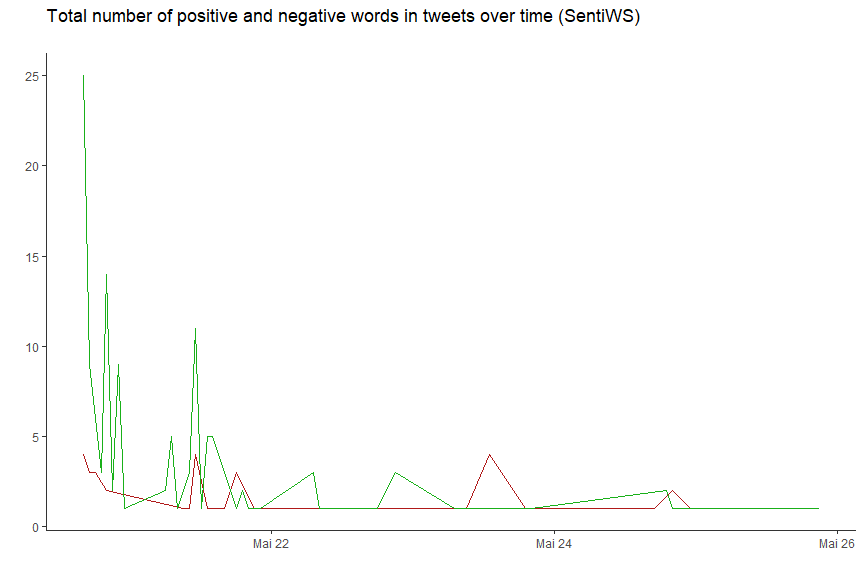 Total number of positive and negative words in tweets over time (SentiWS)
25
20
15
10
5
0
Mai 22
Mai 24
Mai 26